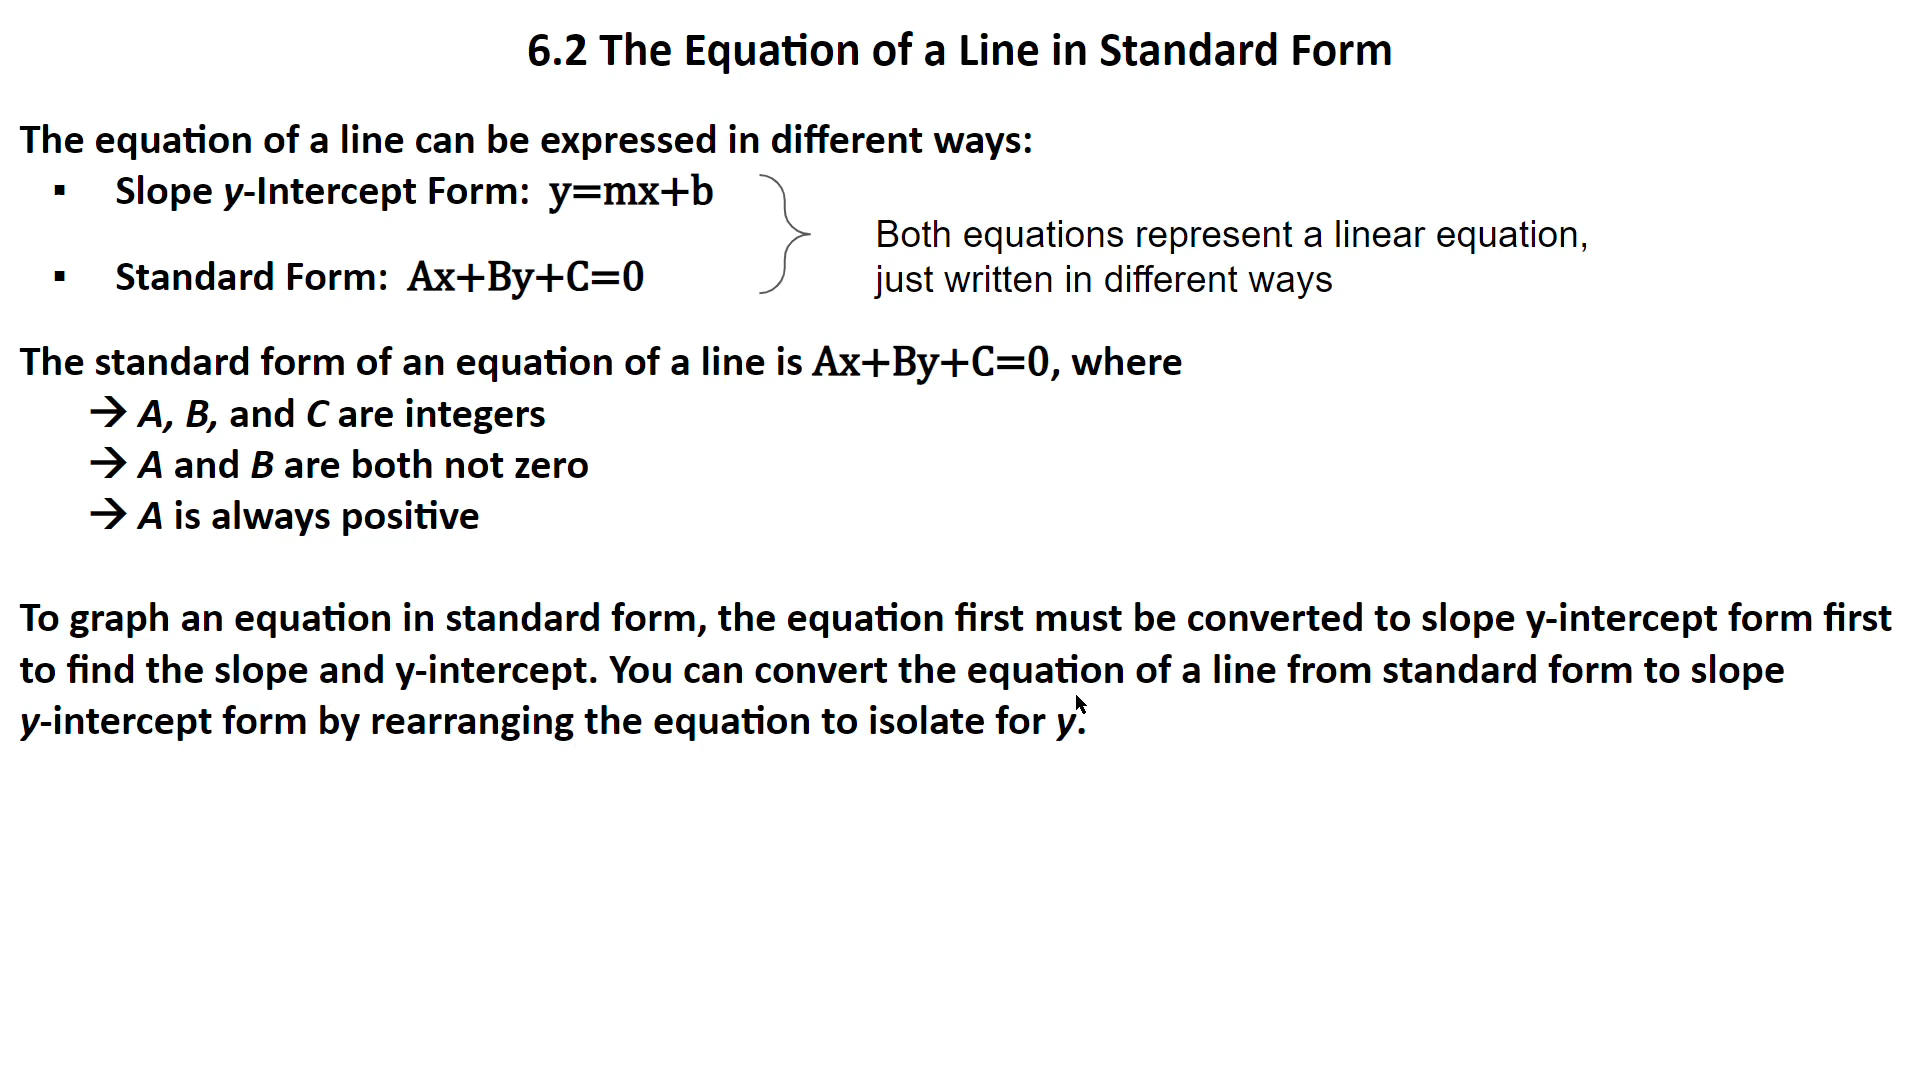 6.2 The Equation of a Line in Standard Form
The equation of a line can be expressed in different ways:
▪ Slope y-Intercept Form: y=mx+b
Both equations represent a linear equation,
just written in different ways
▪ Standard Form: Ax+By+C=0
The standard form of an equation of a line is Ax+By+C=0, where
→ A, B, and C are integers
→ A and B are both not zero
→ A is always positive
To graph an equation in standard form, the equation first must be converted to slope y-intercept form first
to find the slope and y-intercept. You can convert the equation of a line from standard form to slope
y-intercept form by rearranging the equation to isolate for y.